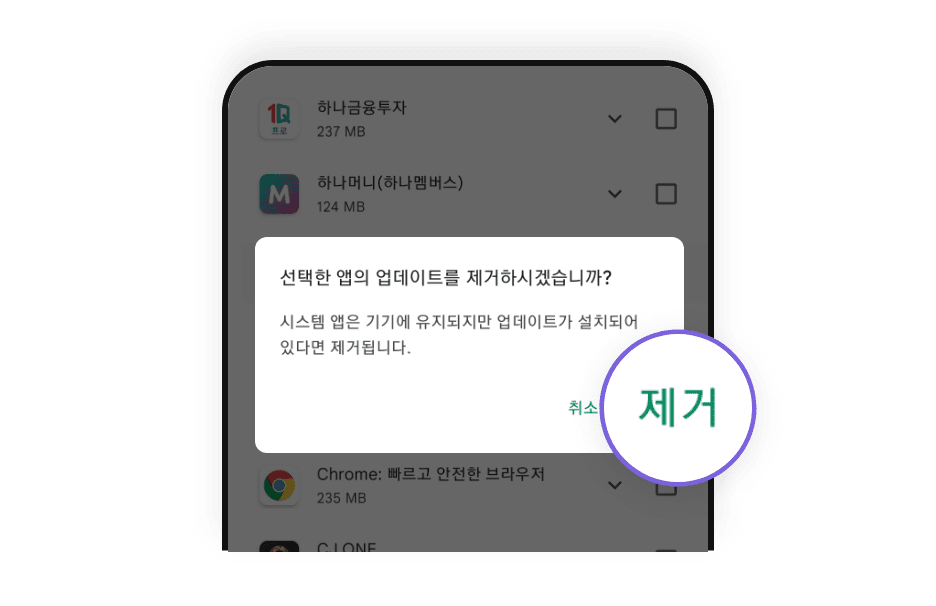 1Q
프로
하나금융투자
237 MB
M
하나머니(하나멤버스)
124 MB
선택한 앱의 업데이트를 제거하시겠습니까?
시스템 앱은 기기에 유지되지만 업데이트가 설치되어
있다면 제거됩니다.
취소
제거
Chrome: 빠르고 안전한 브라우저
235 MB
CJ ONE